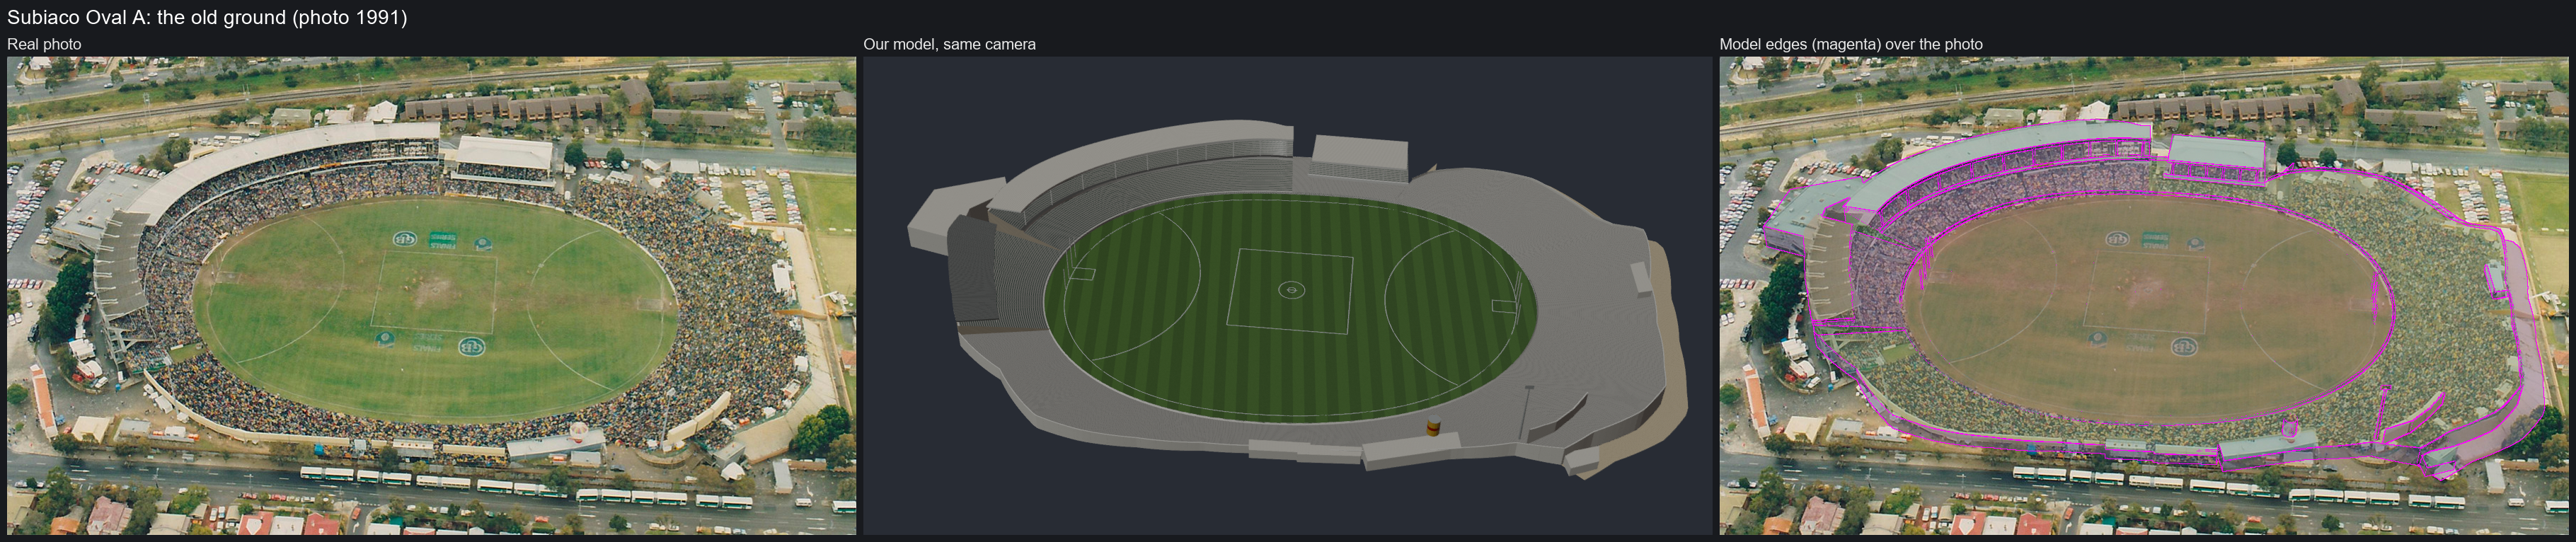 Subiaco Oval A: the old ground (photo 1991)
Real photo
Our model, same camera
Model edges (magenta) over the photo